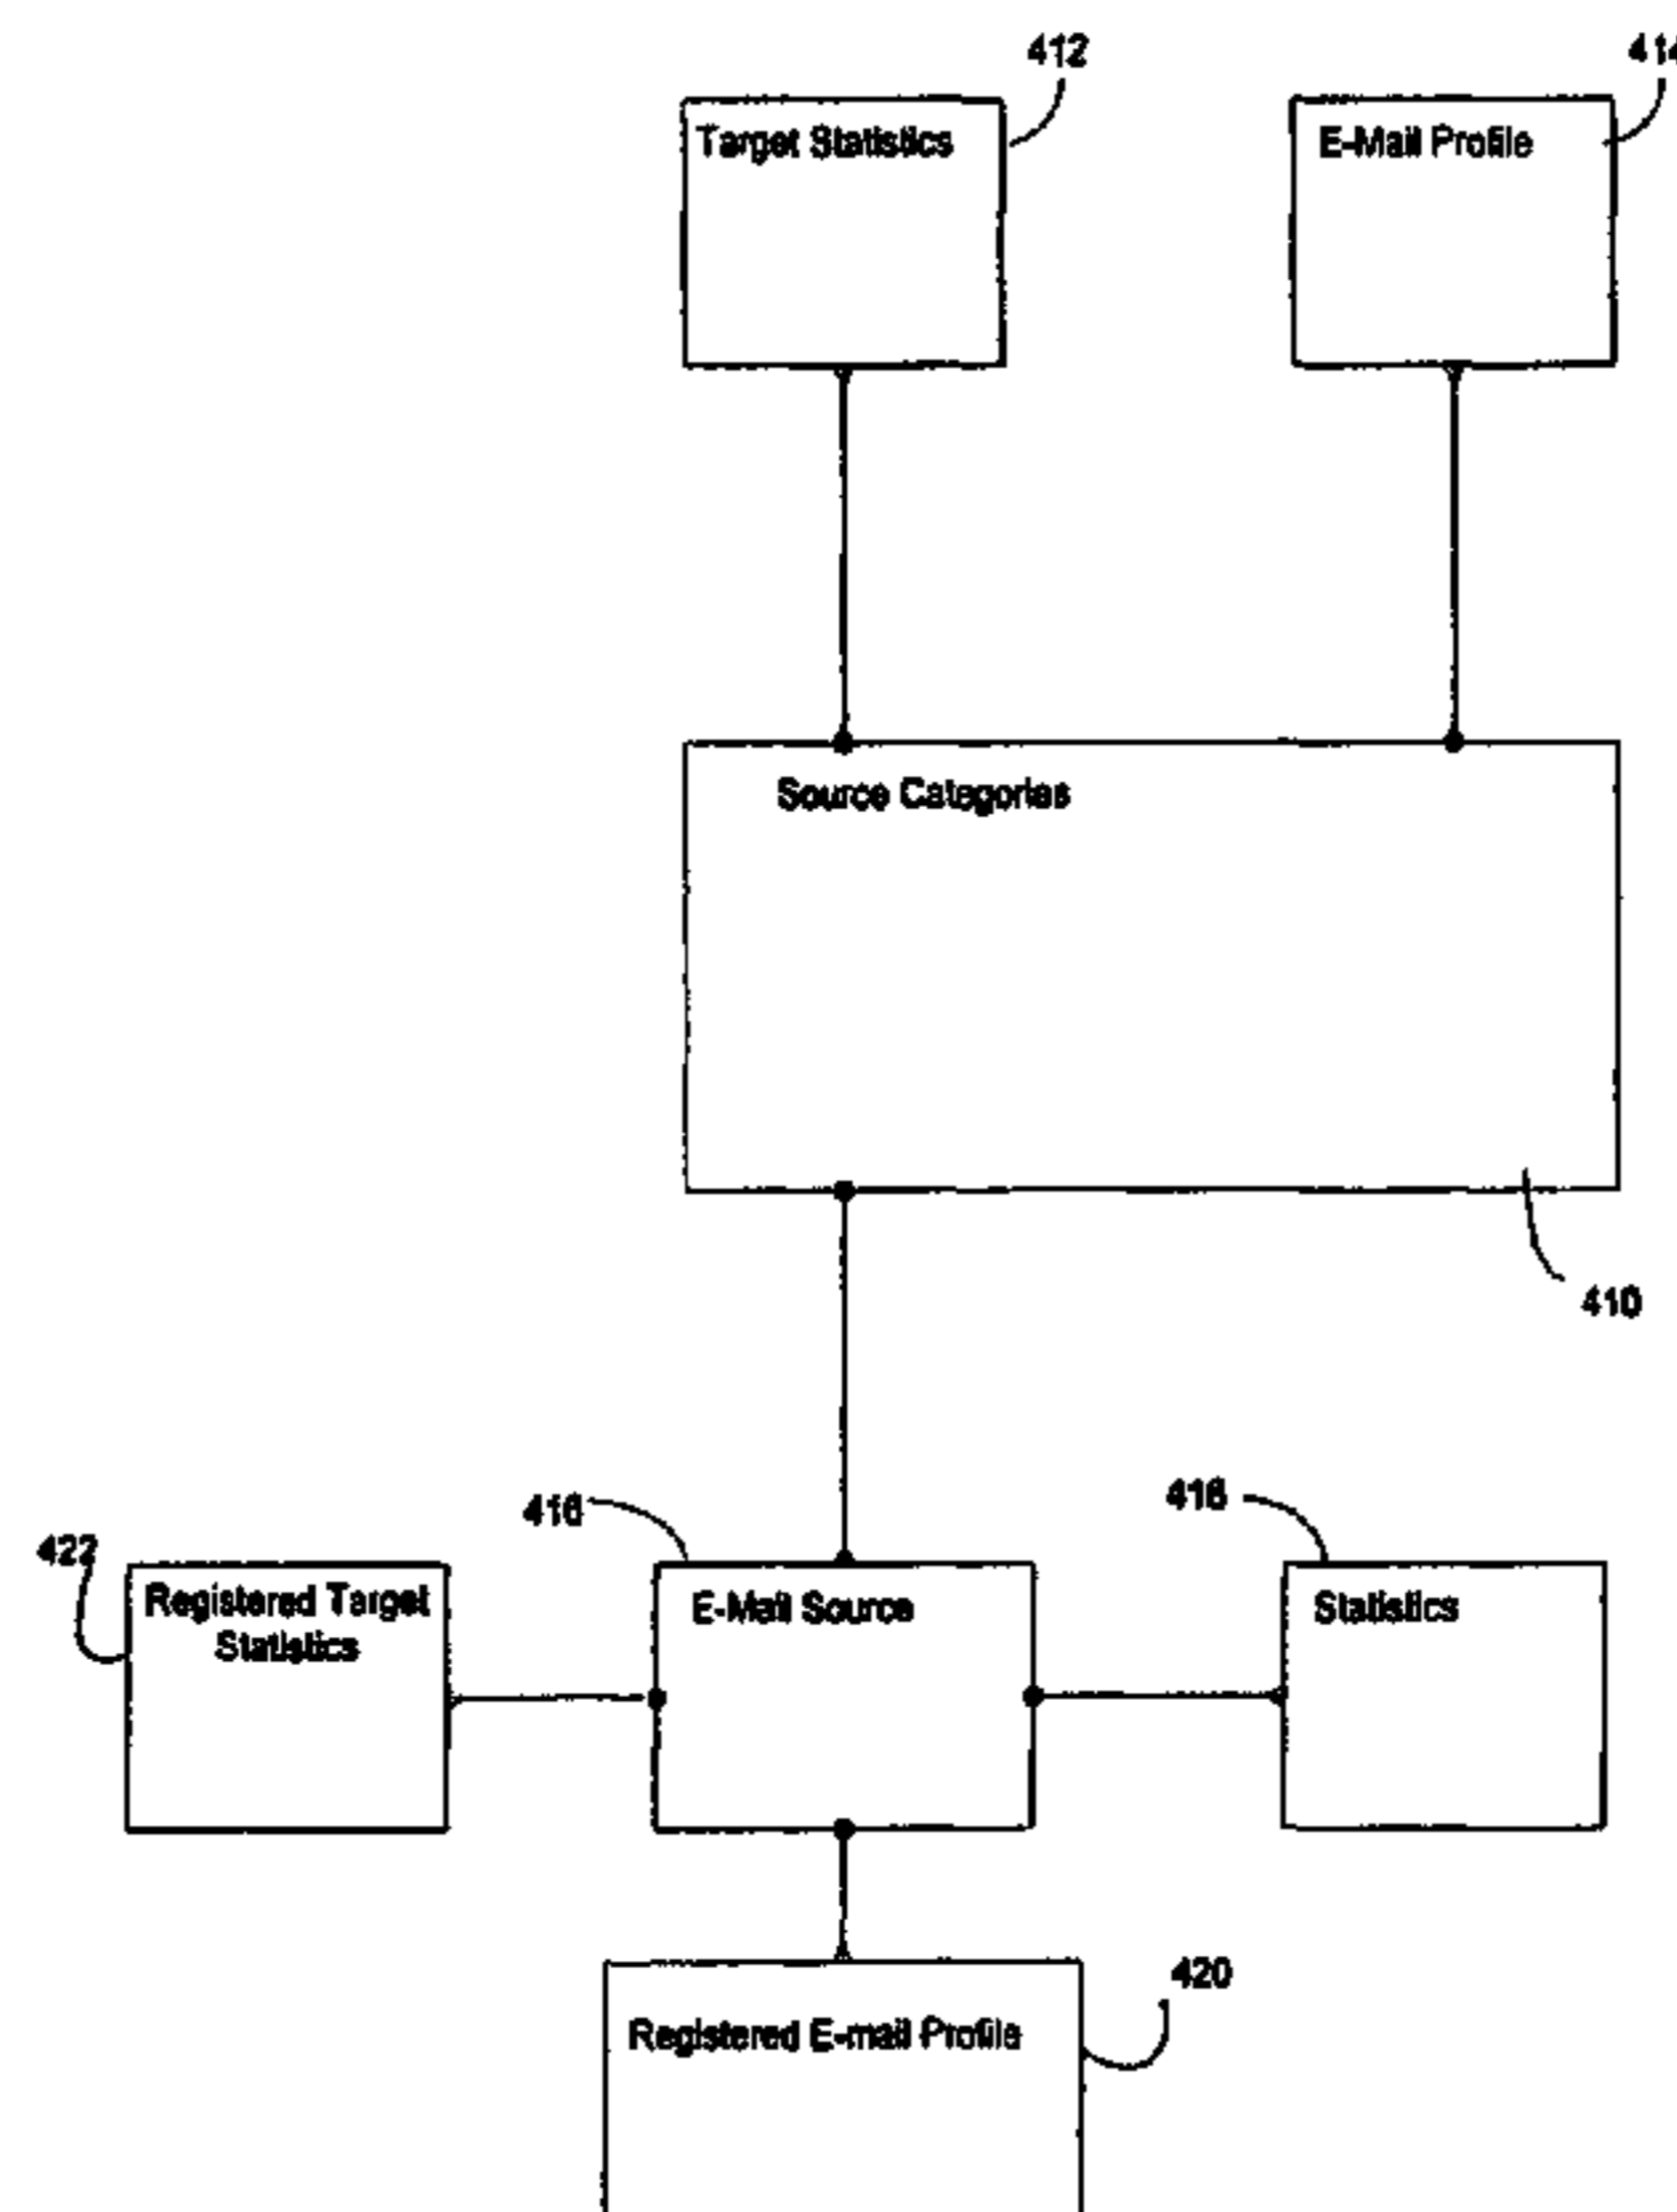 412
414
Target Statistics
E-Mail Profile
Source Categories
410
416
418
422
Registered Target
Statistics
E-Mail Source
Statistics
420
Registered E-mail Profile